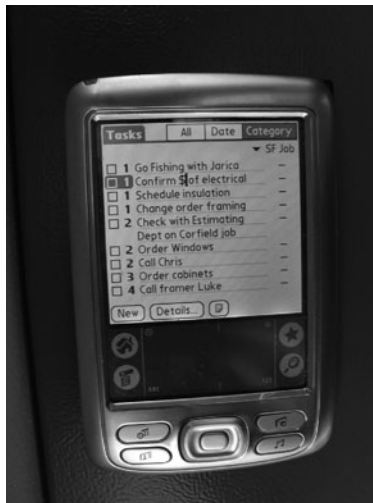 Tasks All Date Category
SF Job
1 Go Fishing with Jarica
1 Confirm $ of electrical
1 Schedule insulation
1 Change order framing
2 Check with Estimating
Dept on Corfield job
2 Order Windows
2 Call Chris
3 Order cabinets
4 Call framer Luke
New Details...
ABC 123